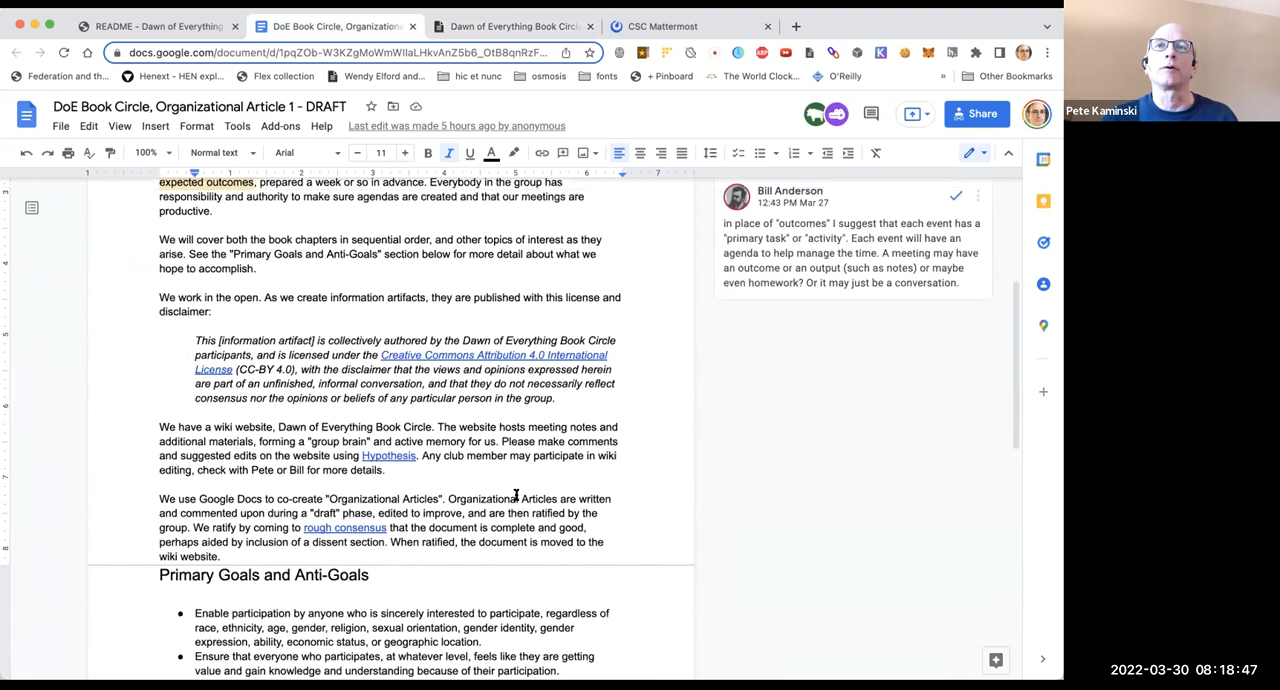 README - Dawn of Everything
DoE Book Circle, Organizationa
Dawn of Everything Book Circ
CSC Mattermost
docs.google.com/document/d/1pqZOb-W3KZgMoWmWIlaLHkvAnZ5b6_OtB8qnRzF...
Federation and th...
Henext - HEN expl...
Flex collection
Wendy Elford and...
hic et nunc
osmosis
fonts
+ Pinboard
The World Clock...
O'Reilly
»
Other Bookmarks
Pete Kaminski
DoE Book Circle, Organizational Article 1 - DRAFT
Share
File Edit View Insert Format Tools Add-ons Help Last edit was made 5 hours ago by anonymous
100% Normal text Arial 11 B I U A
1 1 2 3 4 5 6 7
expected outcomes, prepared a week or so in advance. Everybody in the group has
responsibility and authority to make sure agendas are created and that our meetings are
productive.
We will cover both the book chapters in sequential order, and other topics of interest as they
arise. See the "Primary Goals and Anti-Goals" section below for more detail about what we
hope to accomplish.
We work in the open. As we create information artifacts, they are published with this license and
disclaimer:
This [information artifact] is collectively authored by the Dawn of Everything Book Circle
participants, and is licensed under the Creative Commons Attribution 4.0 International
License (CC-BY 4.0), with the disclaimer that the views and opinions expressed herein
are part of an unfinished, informal conversation, and that they do not necessarily reflect
consensus nor the opinions or beliefs of any particular person in the group.
We have a wiki website, Dawn of Everything Book Circle. The website hosts meeting notes and
additional materials, forming a "group brain" and active memory for us. Please make comments
and suggested edits on the website using Hypothesis. Any club member may participate in wiki
editing, check with Pete or Bill for more details.
We use Google Docs to co-create "Organizational Articles". Organizational Articles are written
and commented upon during a "draft" phase, edited to improve, and are then ratified by the
group. We ratify by coming to rough consensus that the document is complete and good,
perhaps aided by inclusion of a dissent section. When ratified, the document is moved to the
wiki website.
Primary Goals and Anti-Goals
● Enable participation by anyone who is sincerely interested to participate, regardless of
race, ethnicity, age, gender, religion, sexual orientation, gender identity, gender
expression, ability, economic status, or geographic location.
● Ensure that everyone who participates, at whatever level, feels like they are getting
value and gain knowledge and understanding because of their participation.
Bill Anderson
12:43 PM Mar 27
in place of "outcomes" I suggest that each event has a
"primary task" or "activity". Each event will have an
agenda to help manage the time. A meeting may have
an outcome or an output (such as notes) or maybe
even homework? Or it may just be a conversation.
3
4
5
6
7
8
2022-03-30 08:18:47